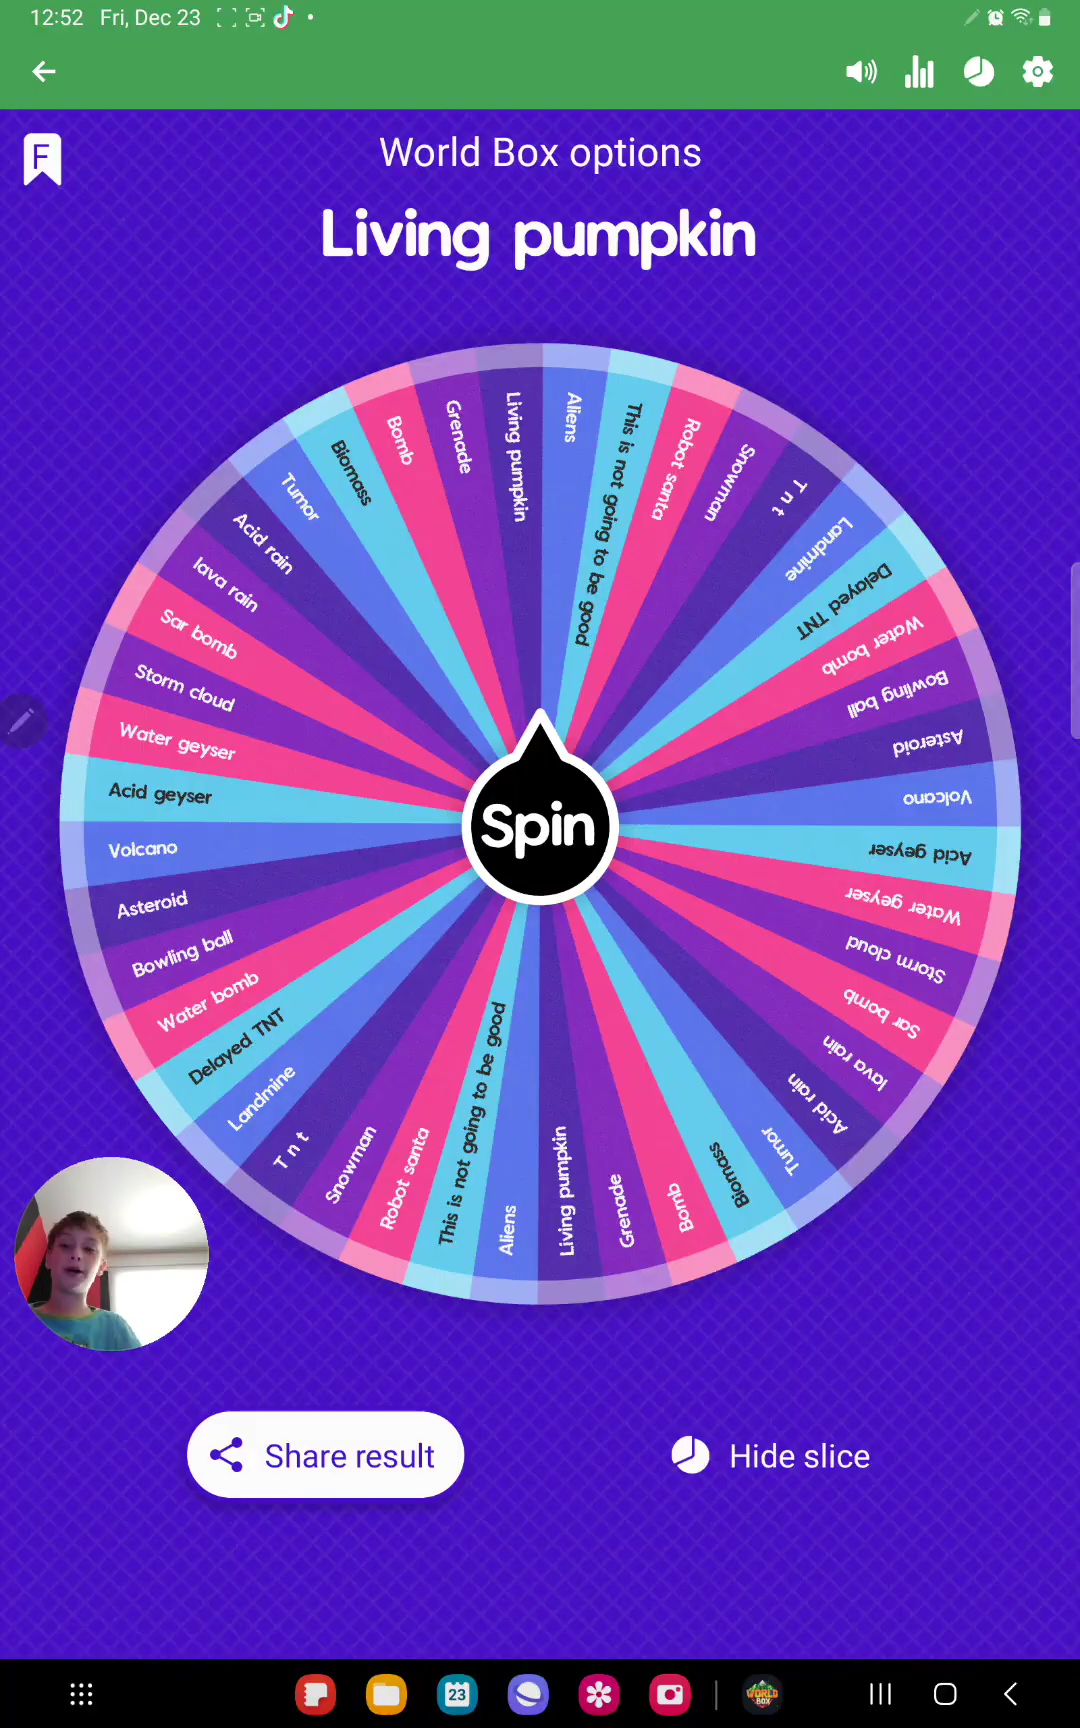 12:52 Fri, Dec 23
F
World Box options
Living pumpkin
Aliens
This is not going to be good
Robot santa
Snowman
T n t
Landmine
Delayed TNT
Water bomb
Bowling ball
Asteroid
Volcano
Acid geyser
Water geyser
Storm cloud
Sar bomb
lava rain
Acid rain
Tumor
Biomass
Bomb
Grenade
Living pumpkin
Aliens
This is not going to be good
Robot santa
Snowman
T n t
Landmine
Delayed TNT
Water bomb
Bowling ball
Asteroid
Volcano
Acid geyser
Water geyser
Storm cloud
Sar bomb
lava rain
Acid rain
Tumor
Biomass
Bomb
Grenade
Living pumpkin
Spin
Share result
Hide slice
23
WORLD
BOX